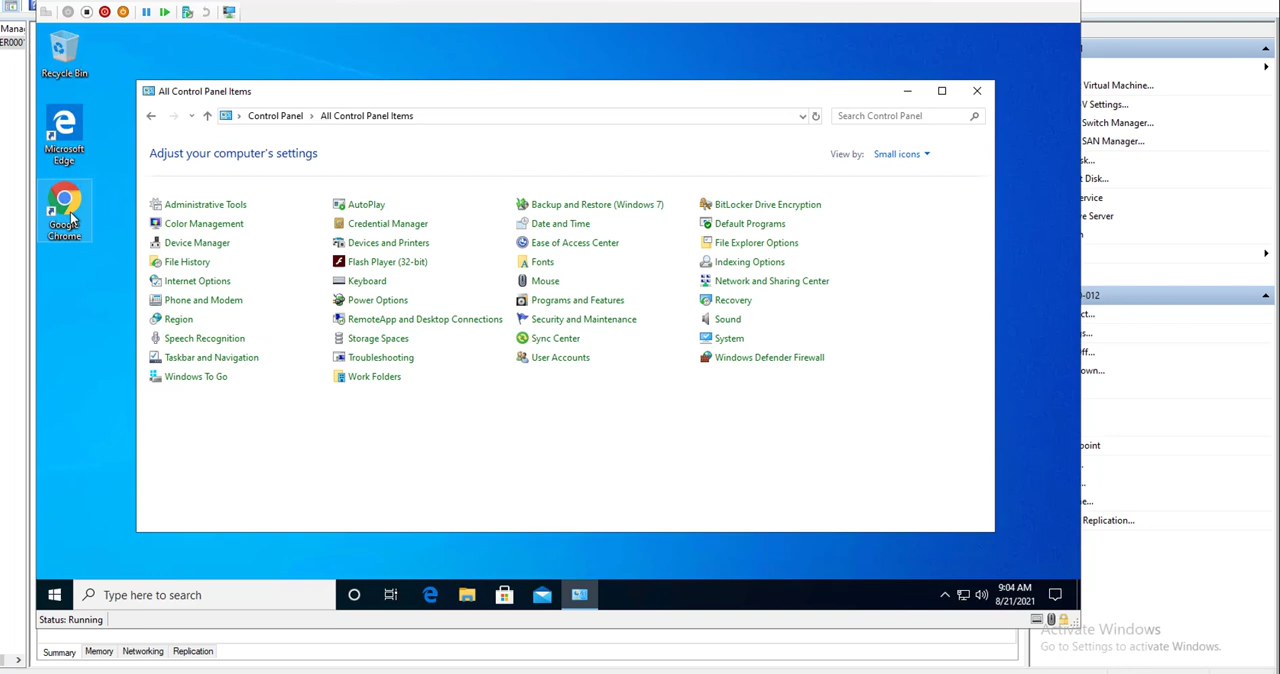 Manag
ER0001
Recycle Bin
Microsoft
Edge
Google
Chrome
All Control Panel Items
Control Panel
All Control Panel Items
Search Control Panel
Adjust your computer's settings
View by:
Small icons
Administrative Tools
AutoPlay
Backup and Restore (Windows 7)
BitLocker Drive Encryption
Color Management
Credential Manager
Date and Time
Default Programs
Device Manager
Devices and Printers
Ease of Access Center
File Explorer Options
File History
Flash Player (32-bit)
Fonts
Indexing Options
Internet Options
Keyboard
Mouse
Network and Sharing Center
Phone and Modem
Power Options
Programs and Features
Recovery
Region
RemoteApp and Desktop Connections
Security and Maintenance
Sound
Speech Recognition
Storage Spaces
Sync Center
System
Taskbar and Navigation
Troubleshooting
User Accounts
Windows Defender Firewall
Windows To Go
Work Folders
Virtual Machine...
V Settings...
Switch Manager...
SAN Manager...
k...
Disk...
ervice
Server
0-012
ct...
s...
ff...
own...
point
e...
Replication...
Type here to search
9:04 AM
8/21/2021
Status: Running
Summary
Memory
Networking
Replication
Activate Windows
Go to Settings to activate Windows.